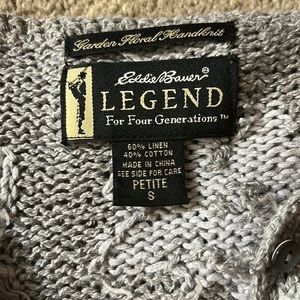 Garden Floral Handknit
Eddie Bauer®
LEGEND
For Four Generations™
60% LINEN
40% COTTON
MADE IN CHINA
SEE SIDE FOR CARE
PETITE
S